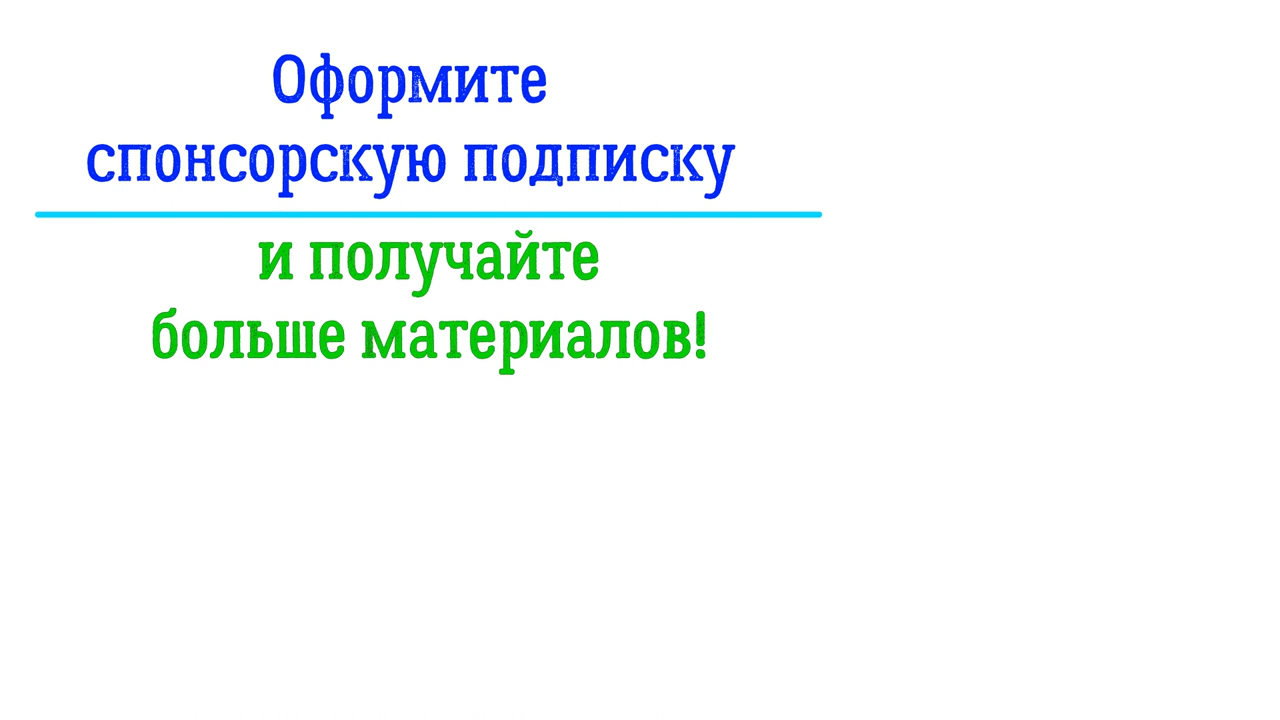 Оформите
спонсорскую подписку
и получайте
больше материалов!